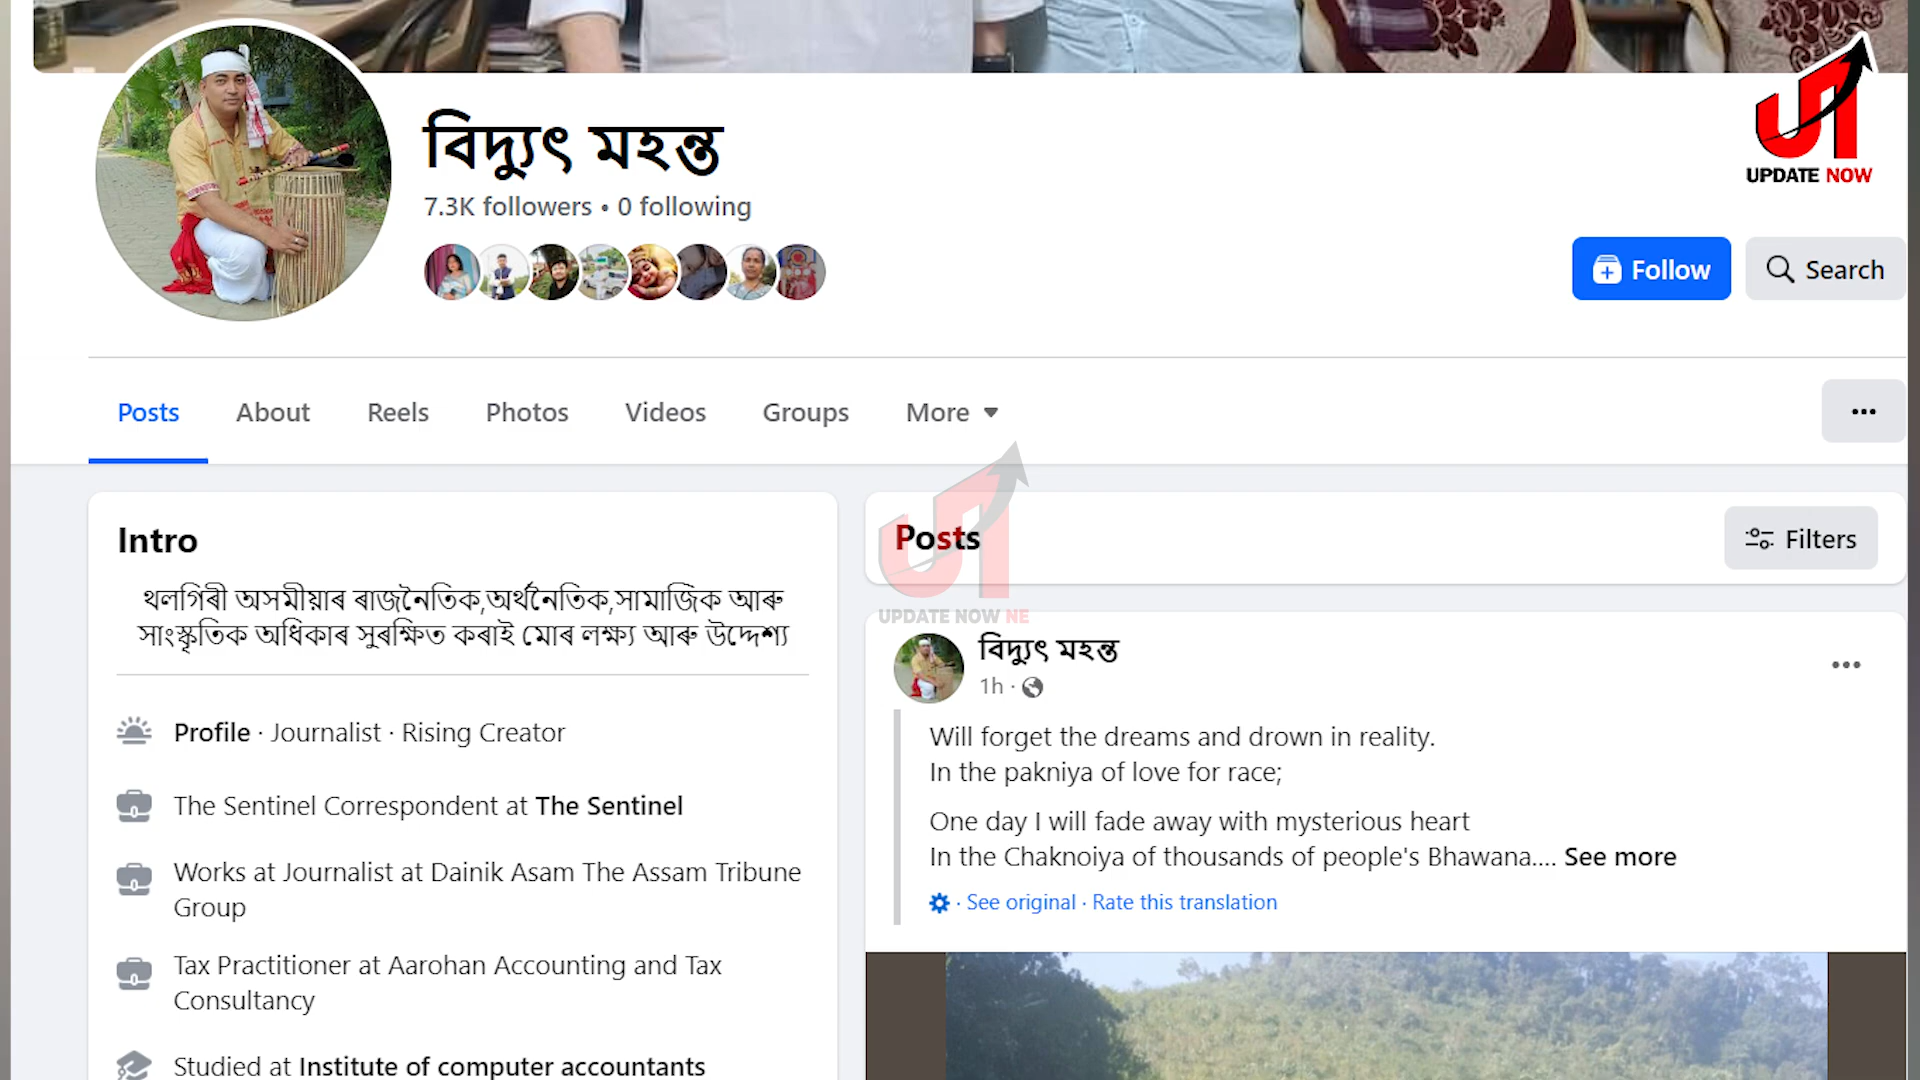 বিদ্যুৎ মহন্ত
7.3K followers • 0 following
UPDATE NOW
Follow
Search
Posts
About
Reels
Photos
Videos
Groups
More
Intro
থলগিৰী অসমীয়াৰ ৰাজনৈতিক,অৰ্থনৈতিক,সামাজিক আৰু
সাংস্কৃতিক অধিকাৰ সুৰক্ষিত কৰাই মোৰ লক্ষ্য আৰু উদ্দেশ্য
Profile · Journalist · Rising Creator
The Sentinel Correspondent at The Sentinel
Works at Journalist at Dainik Asam The Assam Tribune
Group
Tax Practitioner at Aarohan Accounting and Tax
Consultancy
Studied at Institute of computer accountants
Posts
Filters
UPDATE NOW NE
বিদ্যুৎ মহন্ত
1h ·
Will forget the dreams and drown in reality.
In the pakniya of love for race;
One day I will fade away with mysterious heart
In the Chaknoiya of thousands of people's Bhawana.... See more
· See original · Rate this translation